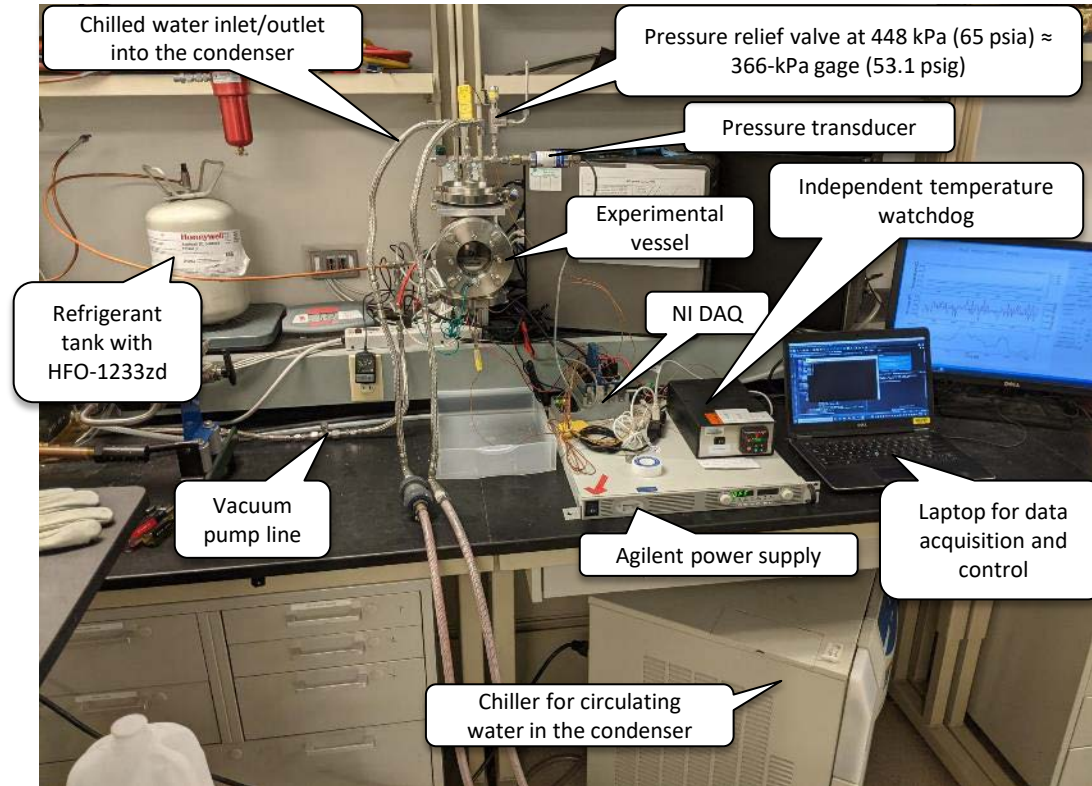 Chilled water inlet/outlet
into the condenser
Pressure relief valve at 448 kPa (65 psia) ≈
366-kPa gage (53.1 psig)
Pressure transducer
Independent temperature
watchdog
Experimental
vessel
Honeywell
NI DAQ
Refrigerant
tank with
HFO-1233zd
DELL
Vacuum
pump line
Agilent power supply
Laptop for data
acquisition and
control
Chiller for circulating
water in the condenser